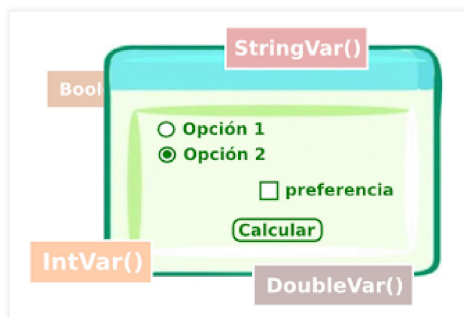 StringVar()
Bool
Opción 1
Opción 2
preferencia
Calcular
IntVar()
DoubleVar()